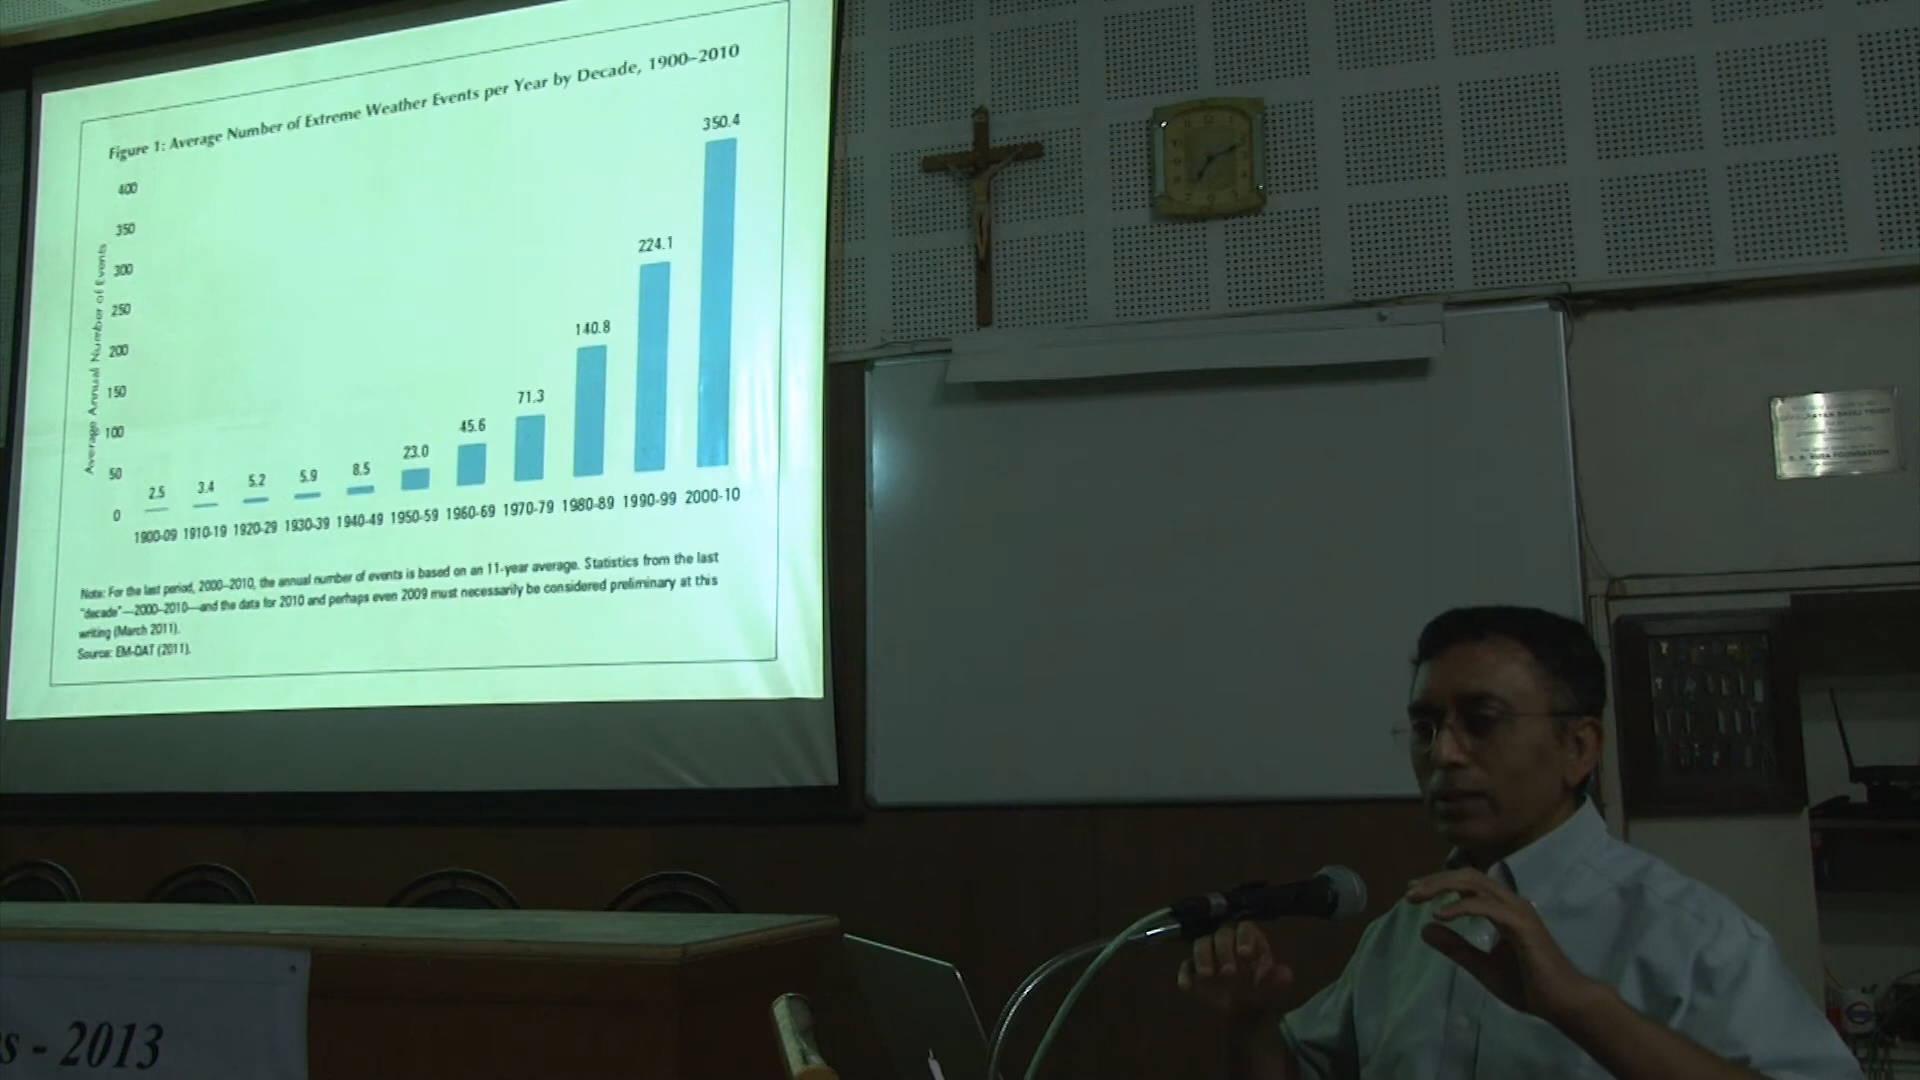 Figure 1: Average Number of Extreme Weather Events per Year by Decade, 1900–2010
Average Annual Number of Events
400
350
300
250
200
150
100
50
0
2.5
3.4
5.2
5.9
8.5
23.0
45.6
71.3
140.8
224.1
350.4
1900-09 1910-19 1920-29 1930-39 1940-49 1950-59 1960-69 1970-79 1980-89 1990-99 2000-10
Note: For the last period, 2000–2010, the annual number of events is based on an 11-year average. Statistics from the last
"decade"—2000–2010—and the data for 2010 and perhaps even 2009 must necessarily be considered preliminary at this
writing (March 2011).
Source: EM-DAT (2011).
s - 2013
FOUNDATION